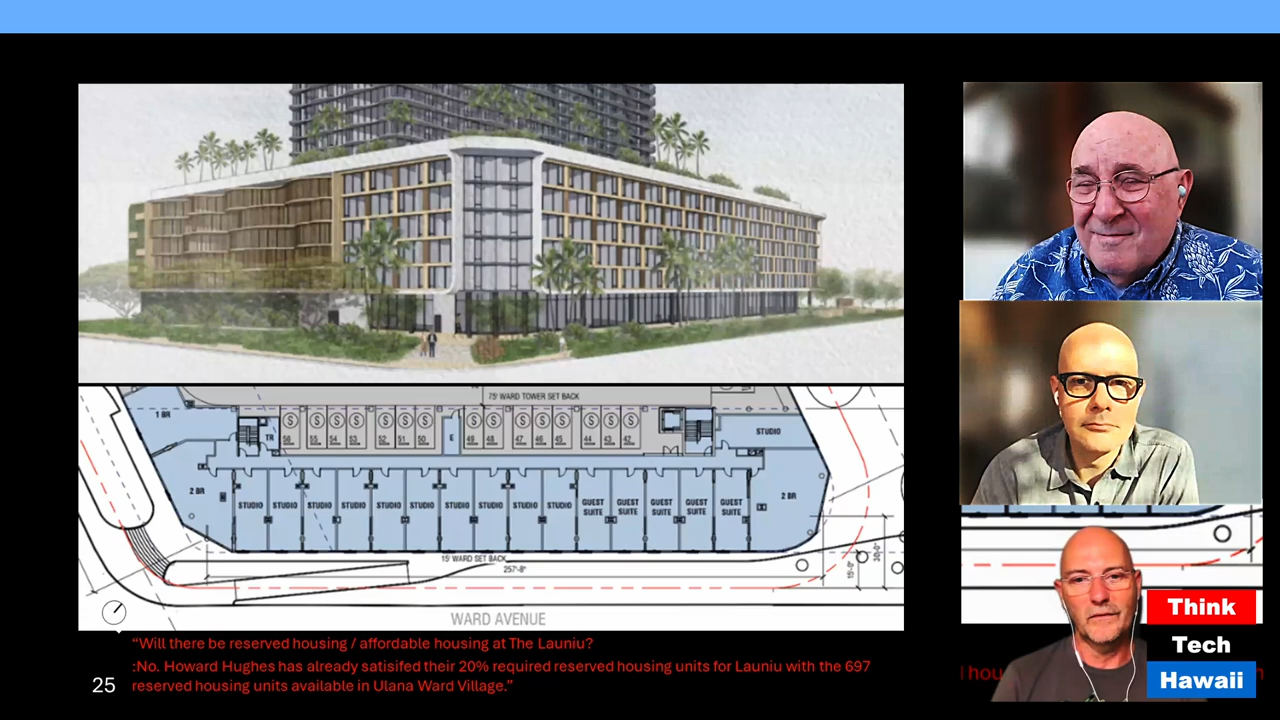 75' WARD TOWER SET BACK
1 BR
TR
S S S S S S S S S S S S S S S
56 55 54 53 52 51 50 E 49 48 47 46 45 44 43 42
STUDIO
2 BR
STUDIO STUDIO STUDIO STUDIO STUDIO STUDIO STUDIO STUDIO STUDIO STUDIO GUEST SUITE GUEST SUITE GUEST SUITE GUEST SUITE GUEST SUITE
2 BR
15' WARD SET BACK
257'-8"
15'-0"
30'-0"
WARD AVENUE
"Will there be reserved housing / affordable housing at The Launiu?
:No. Howard Hughes has already satisifed their 20% required reserved housing units for Launiu with the 697
reserved housing units available in Ulana Ward Village."
25
hou
Think
Tech
Hawaii